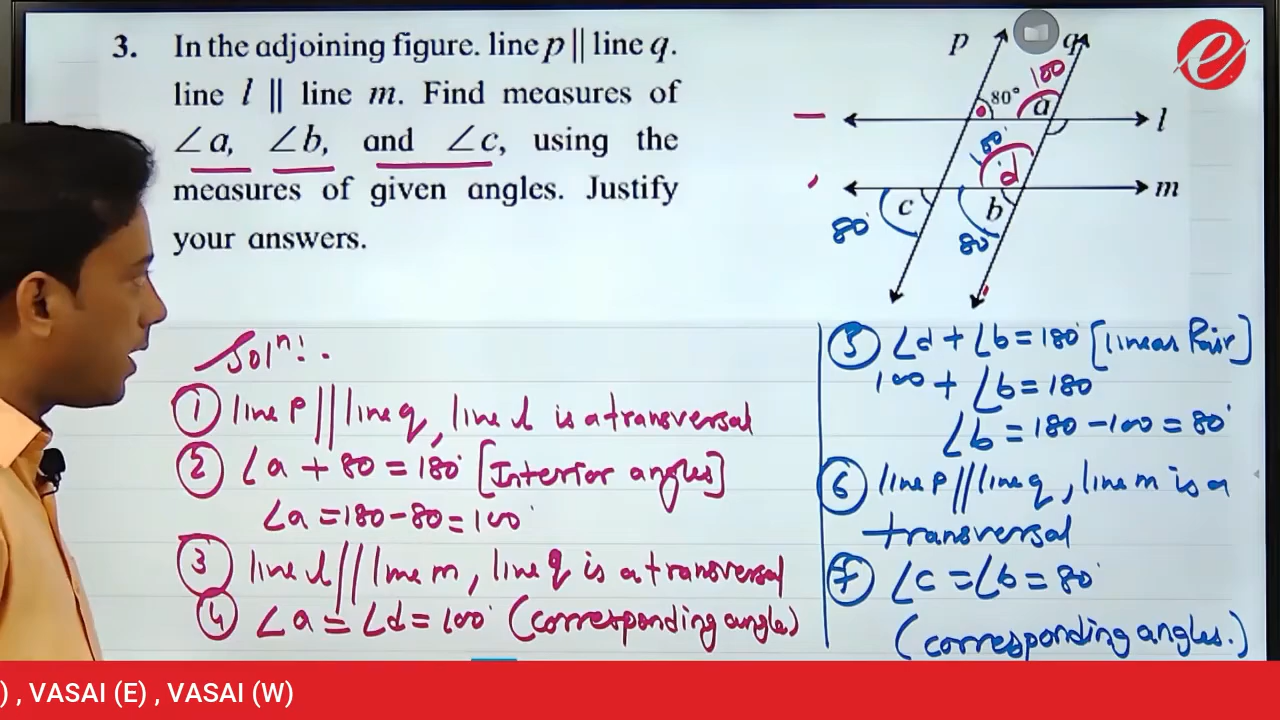 3. In the adjoining figure. line p || line q.
line l || line m. Find measures of
∠a, ∠b, and ∠c, using the
measures of given angles. Justify
your answers.
p q
100
80° a
l
100°
d
m
c b
80°
80°
Solⁿ:.
① line P || line q, line l is a transversal
② ∠a + 80 = 180° [Interior angles]
∠a = 180 - 80 = 100°
③ line l || line m, line q is a transversal
④ ∠a = ∠d = 100° (corresponding angle)
⑤ ∠d + ∠b = 180° [linear Pair]
100 + ∠b = 180
∠b = 180 - 100 = 80°
⑥ line P || line q, line m is a
transversal
⑦ ∠c = ∠b = 80°
(corresponding angles.)
) , VASAI (E) , VASAI (W)